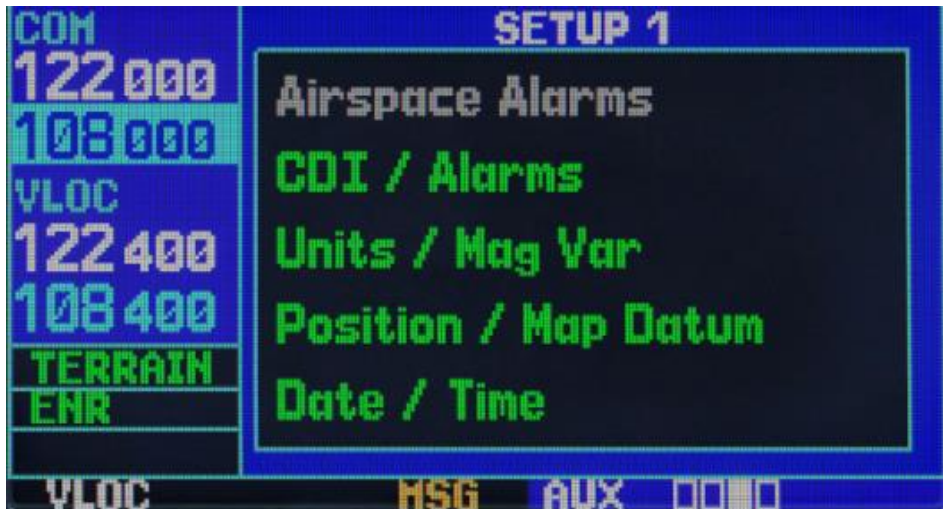 COM
122000
108000
VLOC
122400
108400
TERRAIN
ENR
SETUP 1
Airspace Alarms
CDI / Alarms
Units / Mag Var
Position / Map Datum
Date / Time
VLOC MSG AUX